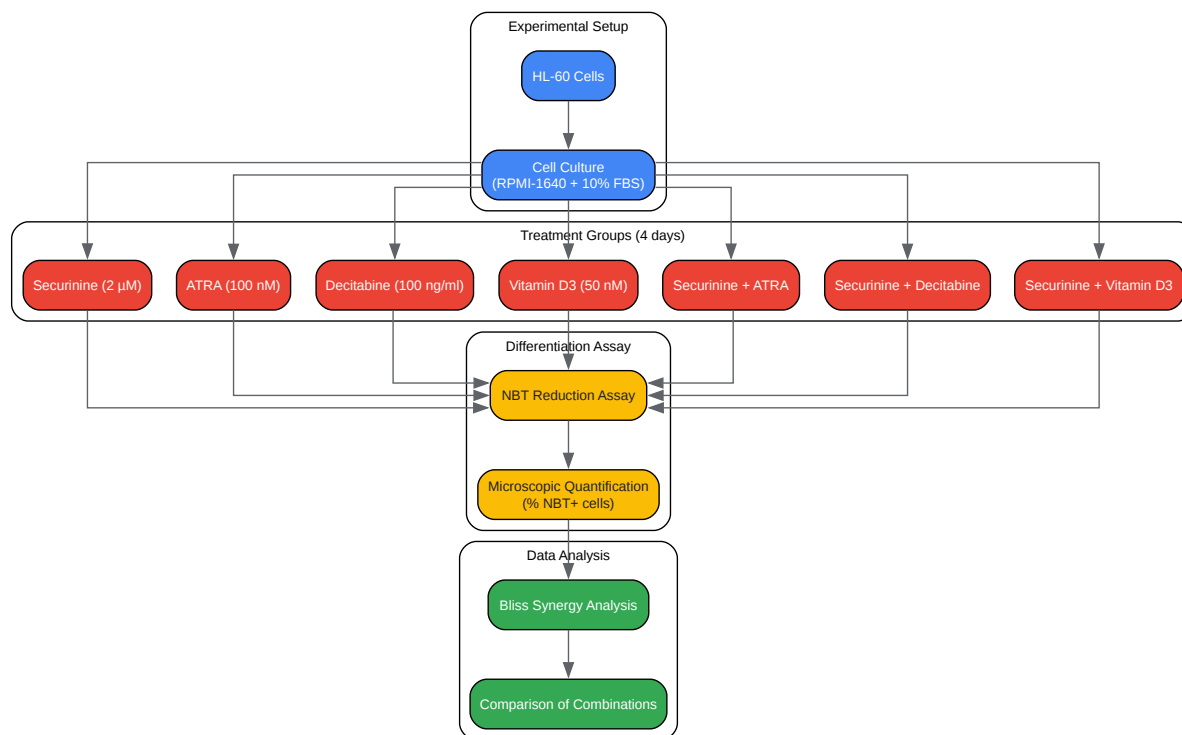 Experimental Setup
HL-60 Cells
Cell Culture
(RPMI-1640 + 10% FBS)
Treatment Groups (4 days)
Securinine (2 µM)
ATRA (100 nM)
Decitabine (100 ng/ml)
Vitamin D3 (50 nM)
Securinine + ATRA
Securinine + Decitabine
Securinine + Vitamin D3
Differentiation Assay
NBT Reduction Assay
Microscopic Quantification
(% NBT+ cells)
Data Analysis
Bliss Synergy Analysis
Comparison of Combinations